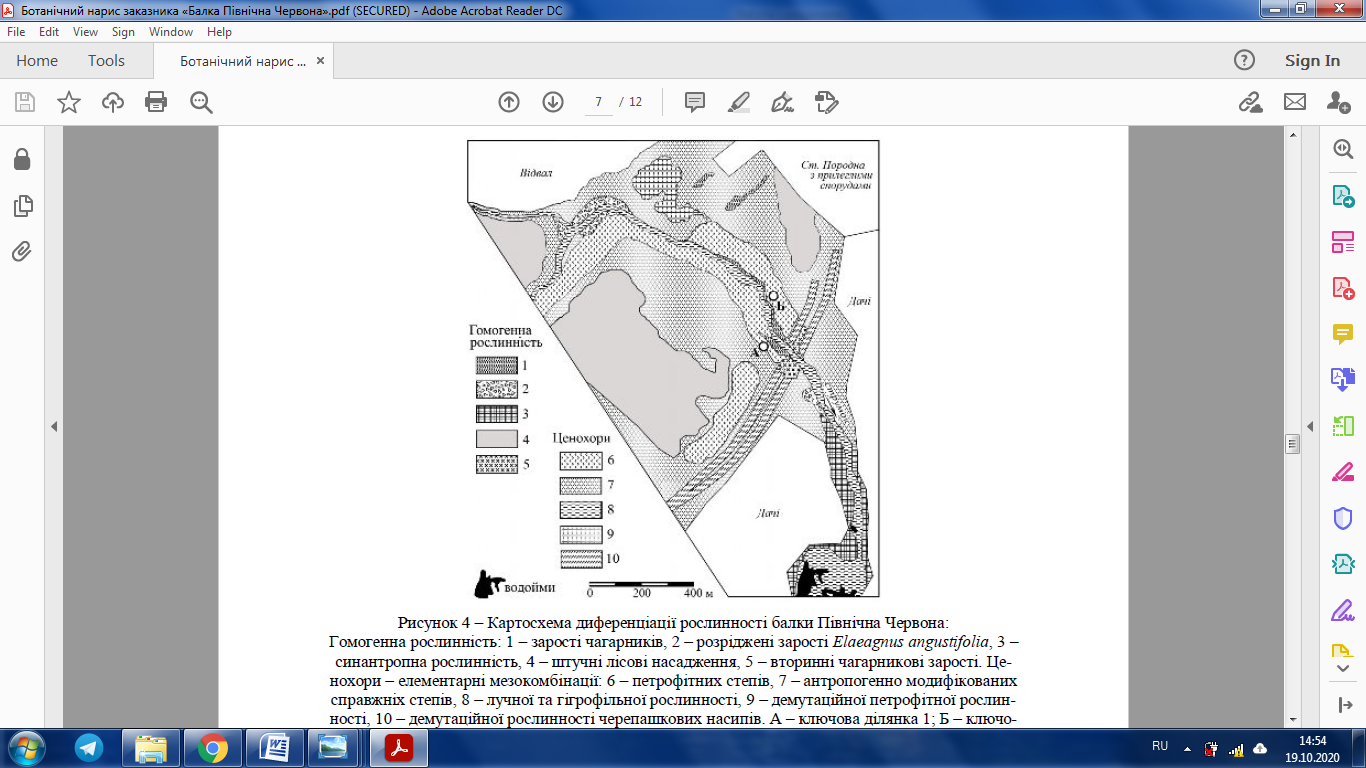 Ботанічний нарис заказника «Балка Північна Червона».pdf (SECURED) - Adobe Acrobat Reader DC
File Edit View Sign Window Help
Home Tools Ботанічний нарис ... × Sign In
7 / 12
Відвал
Ст. Породна
з прилеглими
спорудами
Дачі
Б
А
Гомогенна
рослинність
1
2
3
4
5
Ценохори
6
7
8
9
10
Дачі
водойми
0 200 400 м
Рисунок 4 – Картосхема диференціації рослинності балки Північна Червона:
Гомогенна рослинність: 1 – зарості чагарників, 2 – розріджені зарості Elaeagnus angustifolia, 3 –
синантропна рослинність, 4 – штучні лісові насадження, 5 – вторинні чагарникові зарості. Це-
нохори – елементарні мезокомбінації: 6 – петрофітних степів, 7 – антропогенно модифікованих
справжніх степів, 8 – лучної та гігрофільної рослинності, 9 – демутаційної петрофітної рослин-
ності, 10 – демутаційної рослинності черепашкових насипів. А – ключова ділянка 1; Б – ключо-
RU
14:54
19.10.2020